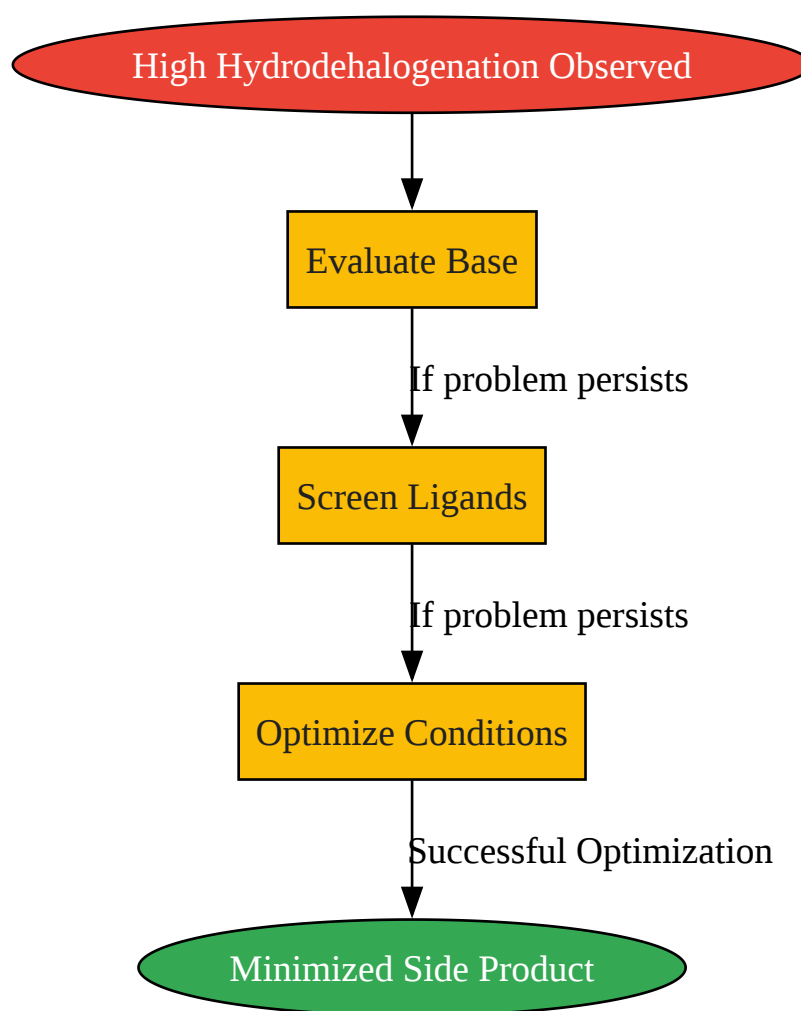 High Hydrodehalogenation Observed
Evaluate Base
If problem persists
Screen Ligands
If problem persists
Optimize Conditions
Successful Optimization
Minimized Side Product